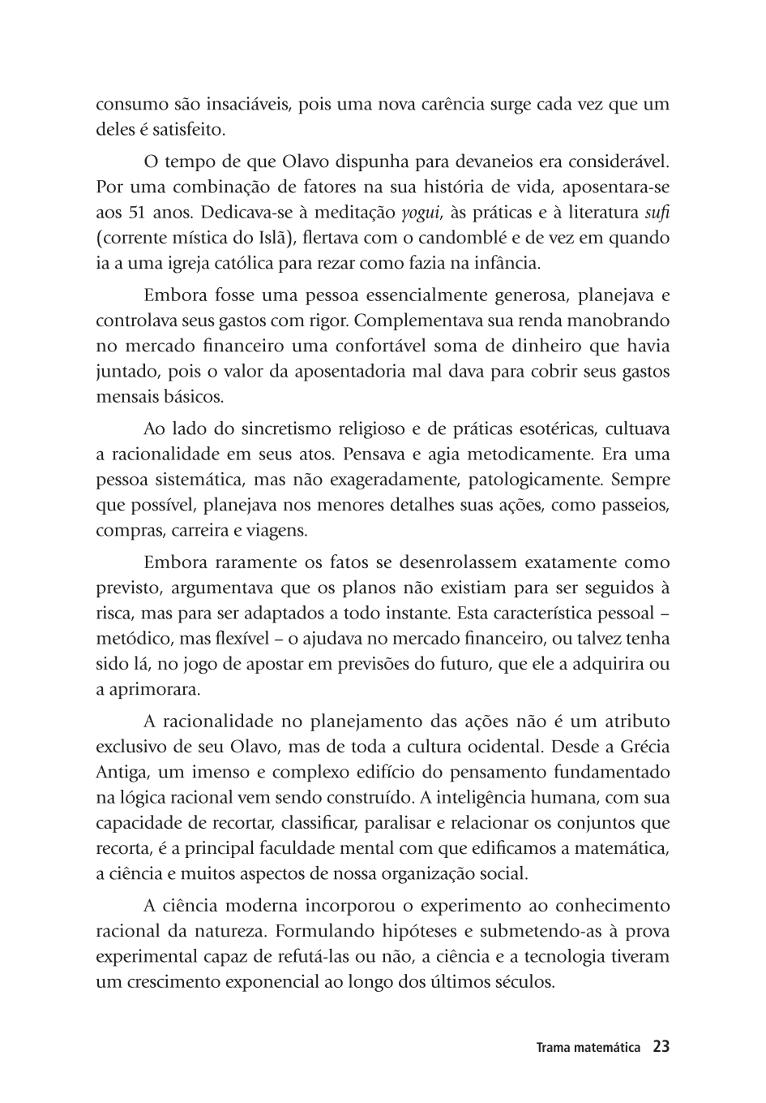 consumo são insaciáveis, pois uma nova carência surge cada vez que um
deles é satisfeito.
O tempo de que Olavo dispunha para devaneios era considerável.
Por uma combinação de fatores na sua história de vida, aposentara-se
aos 51 anos. Dedicava-se à meditação yogui, às práticas e à literatura sufi
(corrente mística do Islã), flertava com o candomblé e de vez em quando
ia a uma igreja católica para rezar como fazia na infância.
Embora fosse uma pessoa essencialmente generosa, planejava e
controlava seus gastos com rigor. Complementava sua renda manobrando
no mercado financeiro uma confortável soma de dinheiro que havia
juntado, pois o valor da aposentadoria mal dava para cobrir seus gastos
mensais básicos.
Ao lado do sincretismo religioso e de práticas esotéricas, cultuava
a racionalidade em seus atos. Pensava e agia metodicamente. Era uma
pessoa sistemática, mas não exageradamente, patologicamente. Sempre
que possível, planejava nos menores detalhes suas ações, como passeios,
compras, carreira e viagens.
Embora raramente os fatos se desenrolassem exatamente como
previsto, argumentava que os planos não existiam para ser seguidos à
risca, mas para ser adaptados a todo instante. Esta característica pessoal –
metódico, mas flexível – o ajudava no mercado financeiro, ou talvez tenha
sido lá, no jogo de apostar em previsões do futuro, que ele a adquirira ou
a aprimorara.
A racionalidade no planejamento das ações não é um atributo
exclusivo de seu Olavo, mas de toda a cultura ocidental. Desde a Grécia
Antiga, um imenso e complexo edifício do pensamento fundamentado
na lógica racional vem sendo construído. A inteligência humana, com sua
capacidade de recortar, classificar, paralisar e relacionar os conjuntos que
recorta, é a principal faculdade mental com que edificamos a matemática,
a ciência e muitos aspectos de nossa organização social.
A ciência moderna incorporou o experimento ao conhecimento
racional da natureza. Formulando hipóteses e submetendo-as à prova
experimental capaz de refutá-las ou não, a ciência e a tecnologia tiveram
um crescimento exponencial ao longo dos últimos séculos.
Trama matemática 23